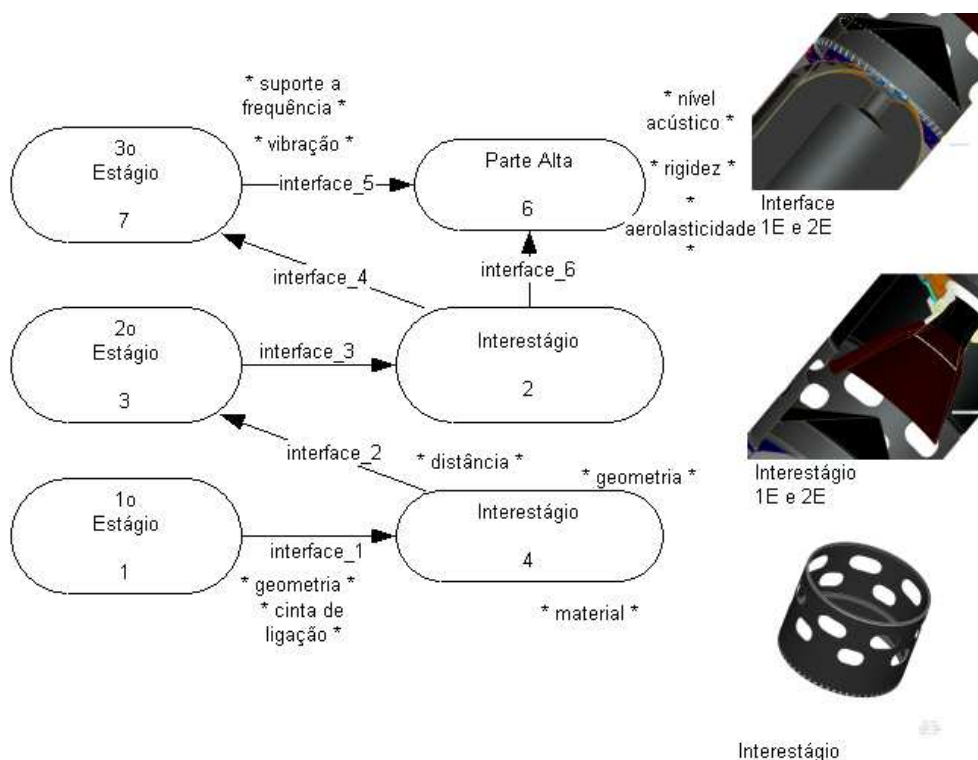 * suporte a
frequência *
* vibração *
3o
Estágio
7
interface_5
Parte Alta
6
* nível
acústico *
* rigidez *
*
aerolasticidade
*
Interface
1E e 2E
interface_4
interface_6
2o
Estágio
3
interface_3
Interestágio
2
interface_2
* distância *
* geometria *
Interestágio
1E e 2E
1o
Estágio
1
interface_1
Interestágio
4
* geometria *
* cinta de
ligação *
* material *
Interestágio